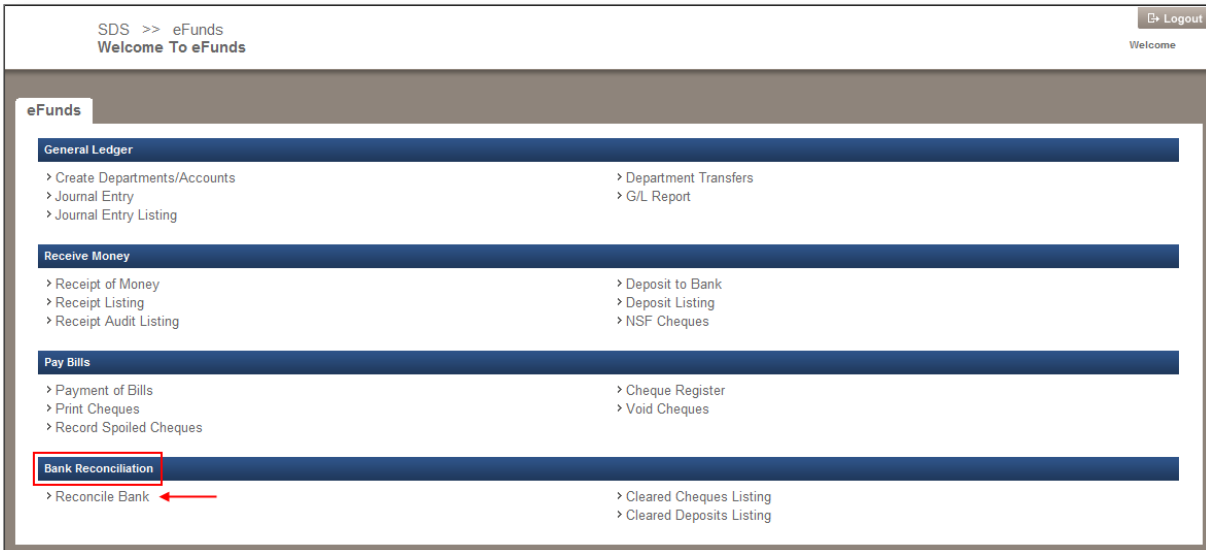 SDS >> eFunds
Welcome To eFunds
Logout
Welcome
eFunds
General Ledger
> Create Departments/Accounts
> Journal Entry
> Journal Entry Listing
> Department Transfers
> G/L Report
Receive Money
> Receipt of Money
> Receipt Listing
> Receipt Audit Listing
> Deposit to Bank
> Deposit Listing
> NSF Cheques
Pay Bills
> Payment of Bills
> Print Cheques
> Record Spoiled Cheques
> Cheque Register
> Void Cheques
Bank Reconciliation
> Reconcile Bank
> Cleared Cheques Listing
> Cleared Deposits Listing